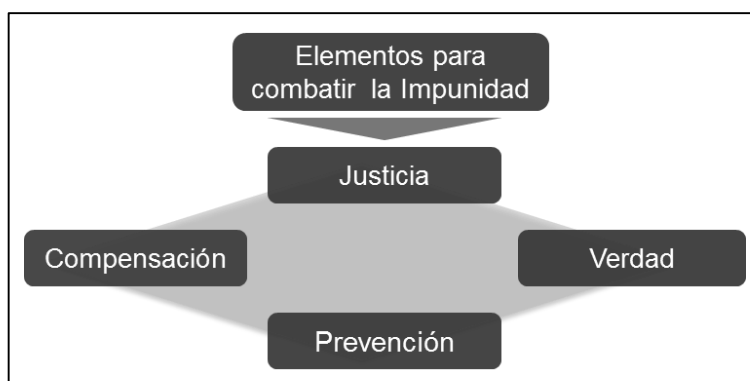 Elementos para
combatir la Impunidad
Justicia
Compensación
Verdad
Prevención